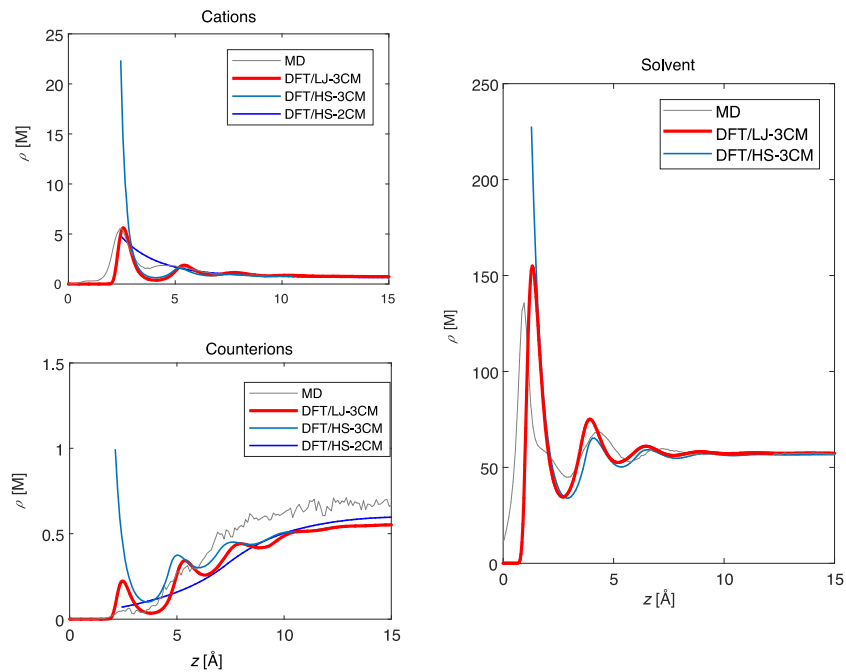 Cations
25
20
15
10
5
0
ρ [M]
0
5
10
15
MD
DFT/LJ-3CM
DFT/HS-3CM
DFT/HS-2CM
Counterions
1.5
1
0.5
0
ρ [M]
0
5
10
15
z [Å]
MD
DFT/LJ-3CM
DFT/HS-3CM
DFT/HS-2CM
Solvent
250
200
150
100
50
0
ρ [M]
0
5
10
15
z [Å]
MD
DFT/LJ-3CM
DFT/HS-3CM